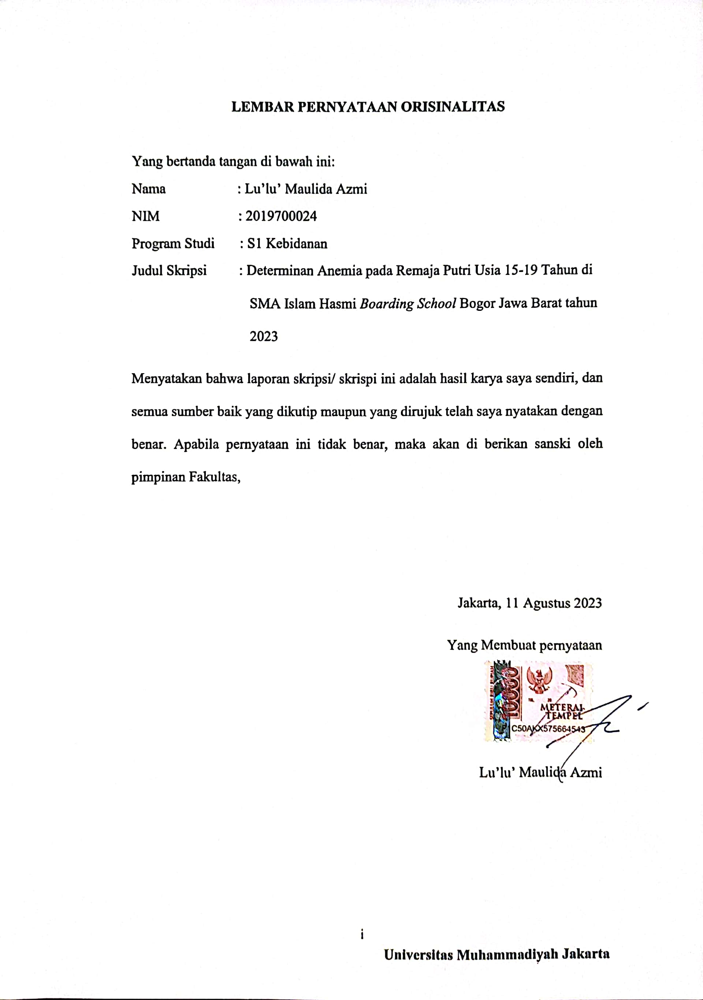 LEMBAR PERNYATAAN ORISINALITAS
Yang bertanda tangan di bawah ini:
Nama : Lu’lu’ Maulida Azmi
NIM : 2019700024
Program Studi : S1 Kebidanan
Judul Skripsi : Determinan Anemia pada Remaja Putri Usia 15-19 Tahun di
SMA Islam Hasmi Boarding School Bogor Jawa Barat tahun
2023
Menyatakan bahwa laporan skripsi/ skrispi ini adalah hasil karya saya sendiri, dan
semua sumber baik yang dikutip maupun yang dirujuk telah saya nyatakan dengan
benar. Apabila pernyataan ini tidak benar, maka akan di berikan sanski oleh
pimpinan Fakultas,
Jakarta, 11 Agustus 2023
Yang Membuat pernyataan
SEPULUH RIBU RUPIAH
10000
TGL. 20
METERAI
TEMPEL
C50AKX575664543
Lu’lu’ Maulida Azmi
i
Universitas Muhammadiyah Jakarta